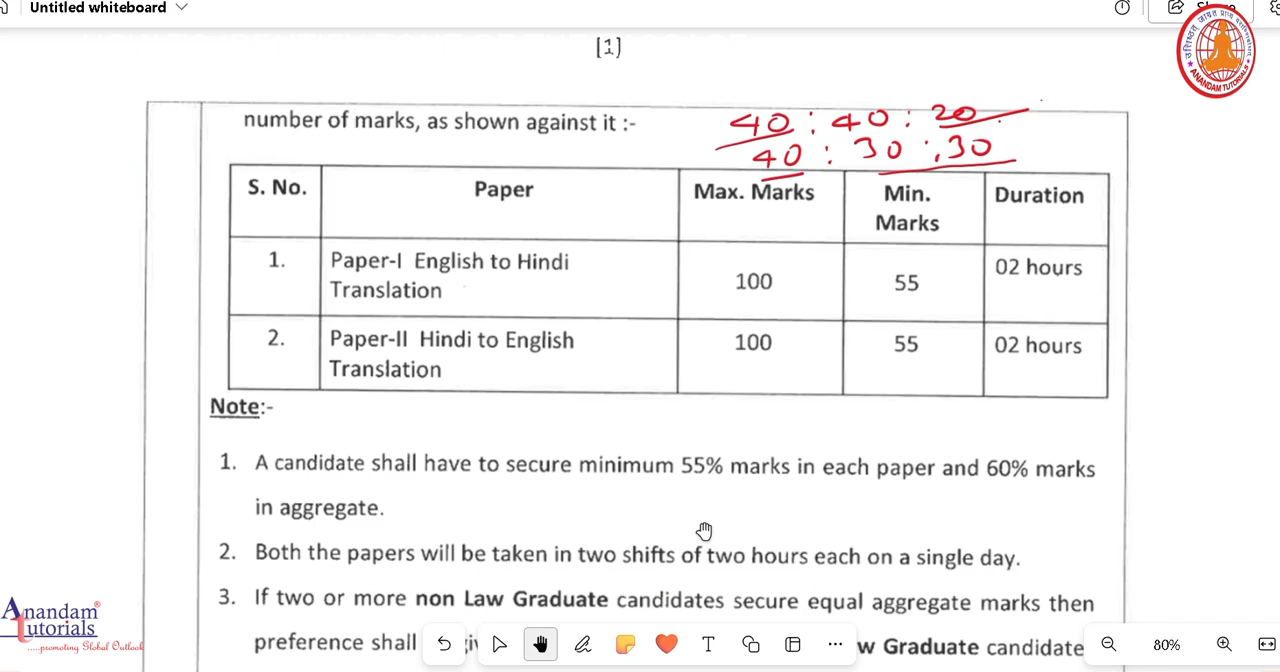 Untitled whiteboard
[1]
number of marks, as shown against it :-
40 : 40 : 20
40 : 30 : 30
S. No. Paper Max. Marks Min. Marks Duration
1. Paper-I English to Hindi Translation 100 55 02 hours
2. Paper-II Hindi to English Translation 100 55 02 hours
Note:-
1. A candidate shall have to secure minimum 55% marks in each paper and 60% marks
in aggregate.
2. Both the papers will be taken in two shifts of two hours each on a single day.
3. If two or more non Law Graduate candidates secure equal aggregate marks then
preference shall w Graduate candidate
80%
Anandam
Tutorials
.....promoting Global Outlook
ANANDAM TUTORIALS